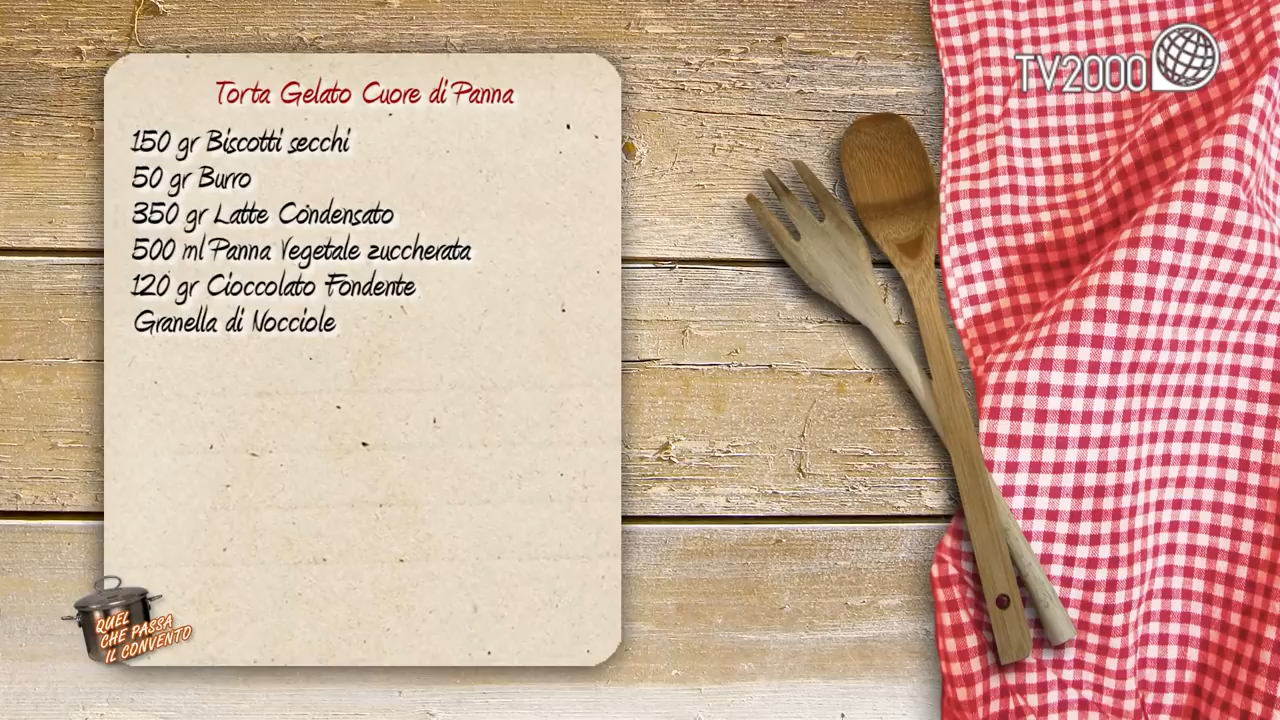 Torta Gelato Cuore di Panna
150 gr Biscotti secchi
50 gr Burro
350 gr Latte Condensato
500 ml Panna Vegetale zuccherata
120 gr Cioccolato Fondente
Granella di Nocciole
TV2000
QUEL
CHE PASSA
IL CONVENTO